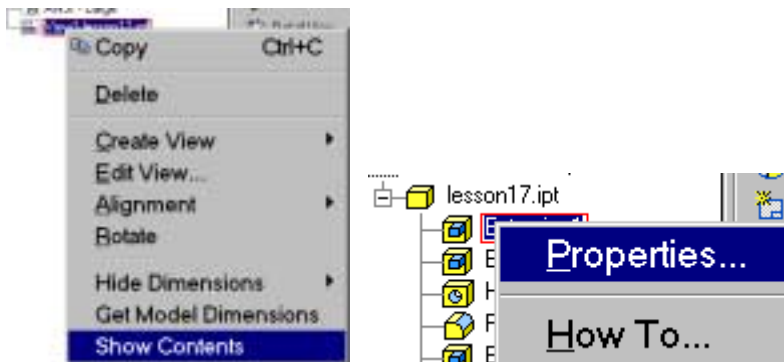 Copy Ctrl+C
Delete
Create View
Edit View...
Alignment
Rotate
Hide Dimensions
Get Model Dimensions
Show Contents
lesson17.ipt
E
H
F
E
Properties...
How To...